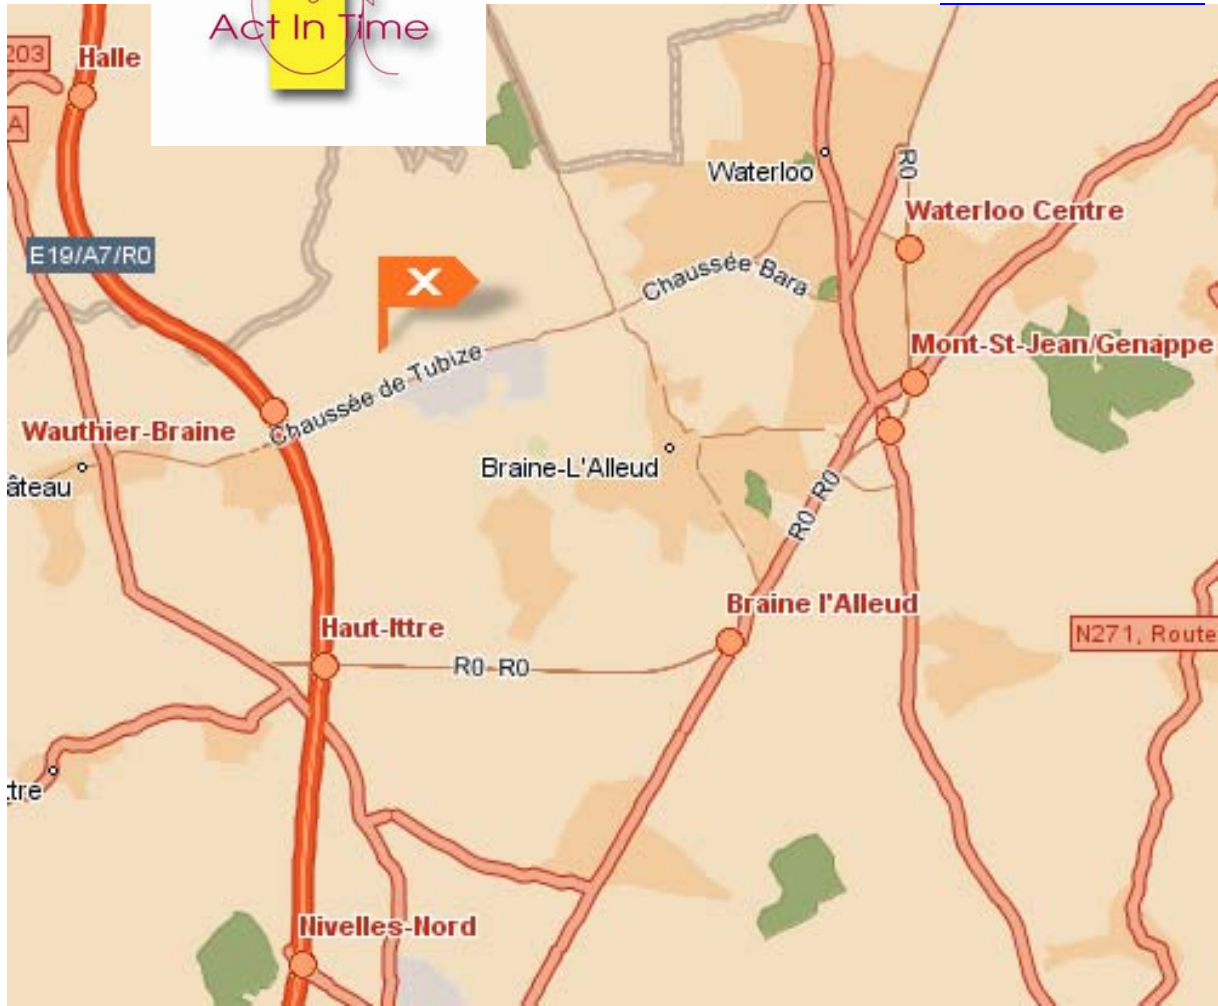 Act In Time
203
Halle
A
Waterloo
R0
Waterloo Centre
E19/A7/R0
X
Chaussée Bara
Mont-St-Jean/Genappe
Chaussée de Tubize
Wauthier-Braine
Braine-L'Alleud
âteau
R0 R0
Braine l'Alleud
Haut-Ittre
N271, Route
R0-R0
ttre
Nivelles-Nord